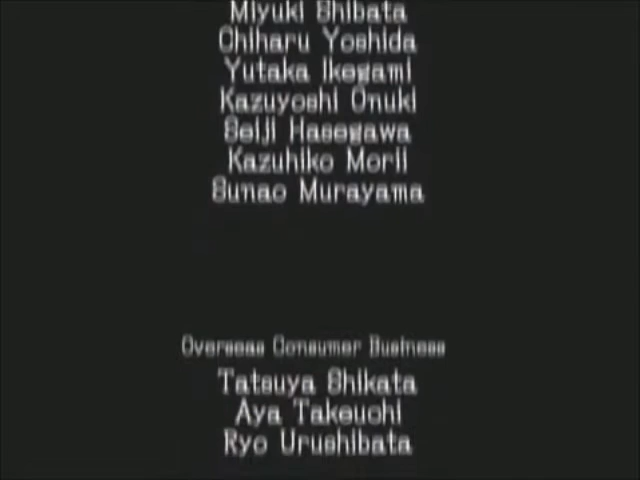 Miyuki Shibata
Chiharu Yoshida
Yutaka Ikegami
Kazuyoshi Onuki
Seiji Hasegawa
Kazuhiko Morii
Sunao Murayama
Overseas Consumer Business
Tatsuya Shikata
Aya Takeuchi
Ryo Urushibata